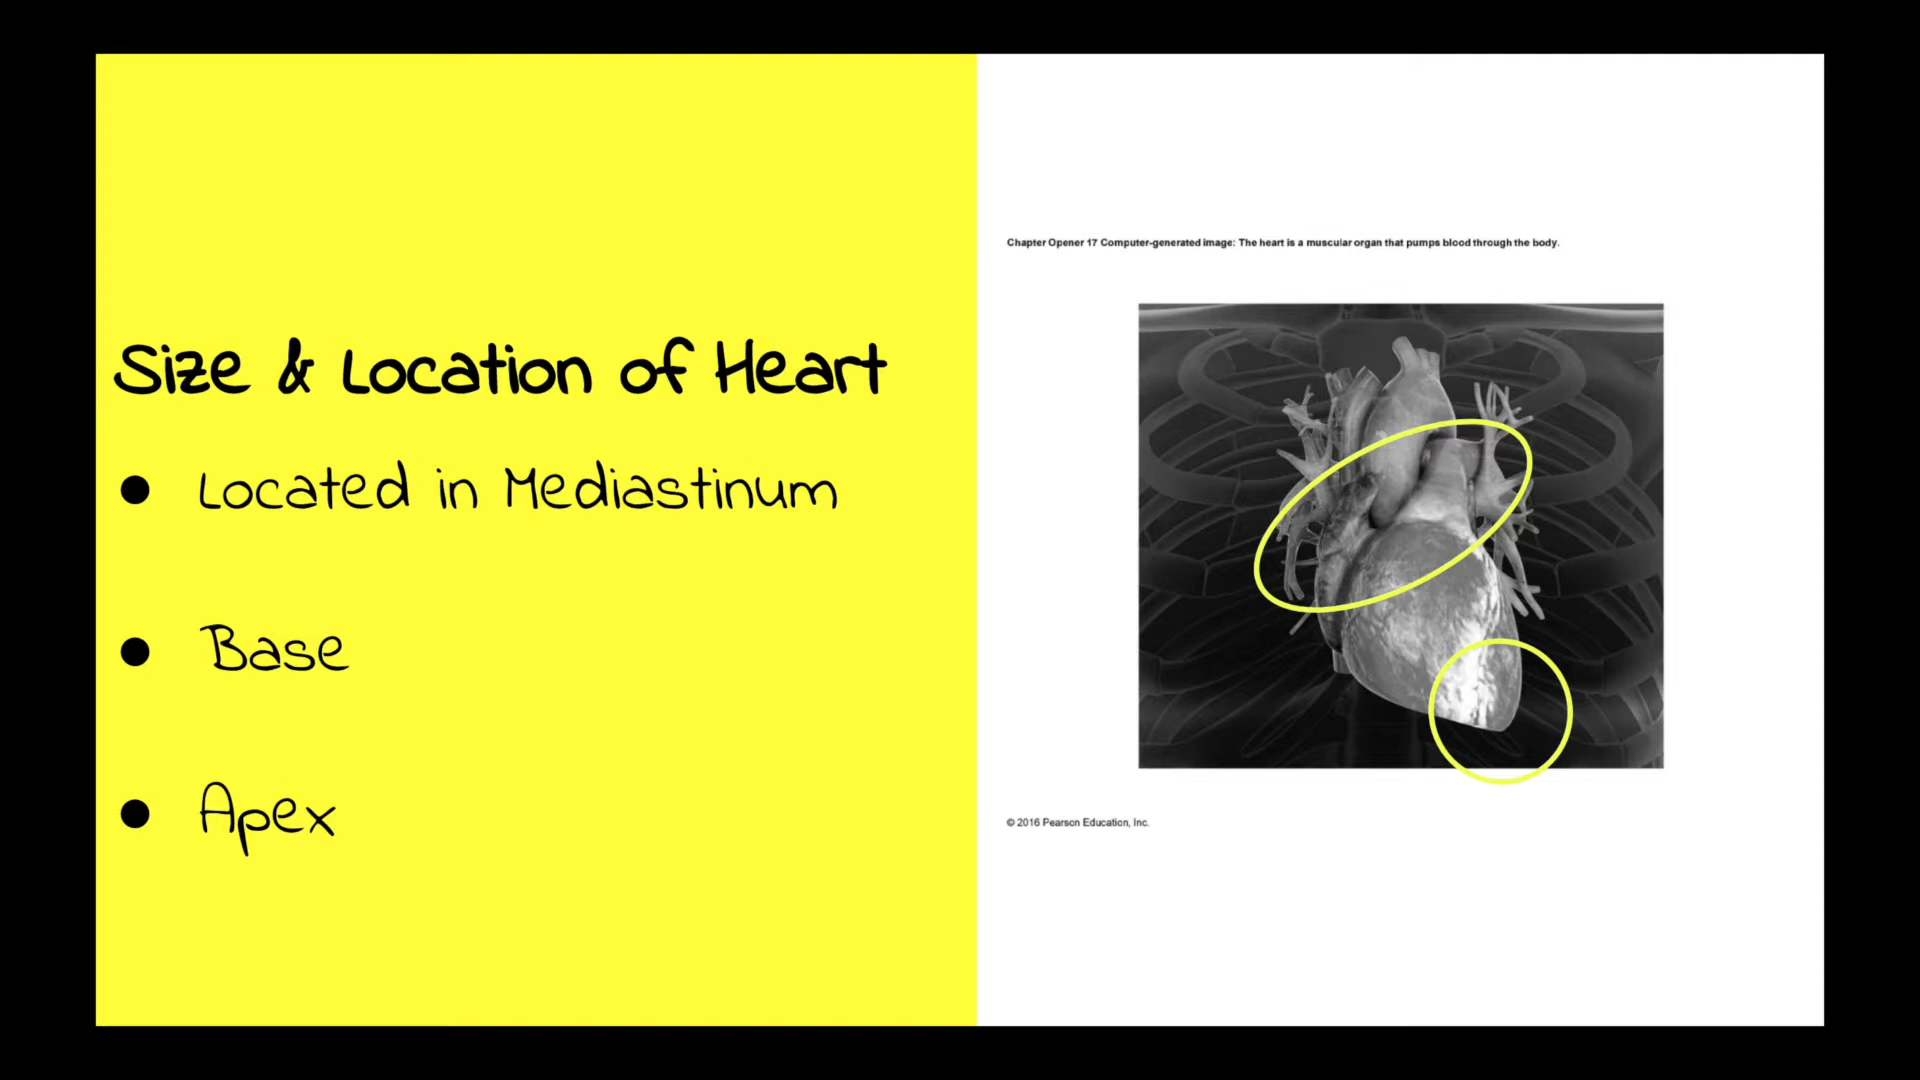 Size & Location of Heart
● Located in Mediastinum
● Base
● Apex
Chapter Opener 17 Computer-generated image: The heart is a muscular organ that pumps blood through the body.
© 2016 Pearson Education, Inc.